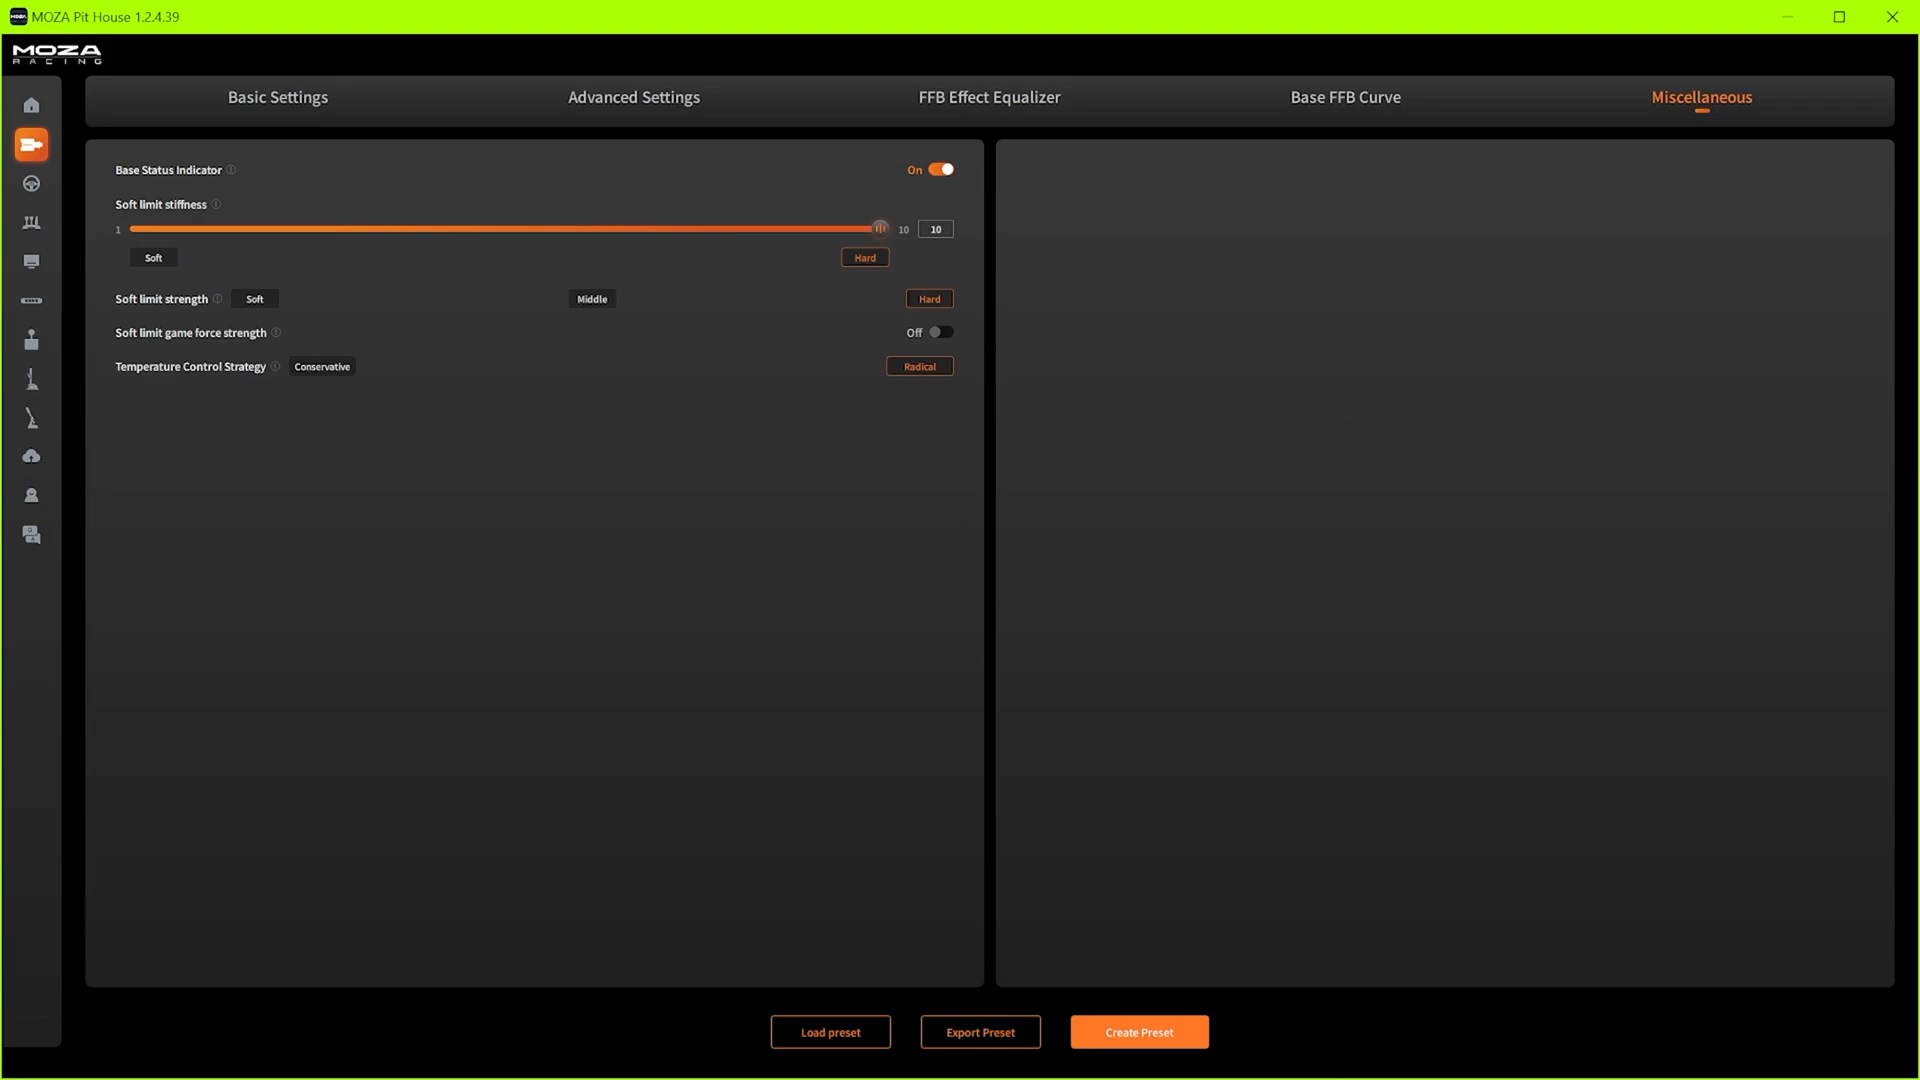 MOZA Pit House 1.2.4.39
MOZA
RACING
Basic Settings
Advanced Settings
FFB Effect Equalizer
Base FFB Curve
Miscellaneous
Base Status Indicator
On
Soft limit stiffness
1
10
10
Soft
Hard
Soft limit strength
Soft
Middle
Hard
Soft limit game force strength
Off
Temperature Control Strategy
Conservative
Radical
Load preset
Export Preset
Create Preset